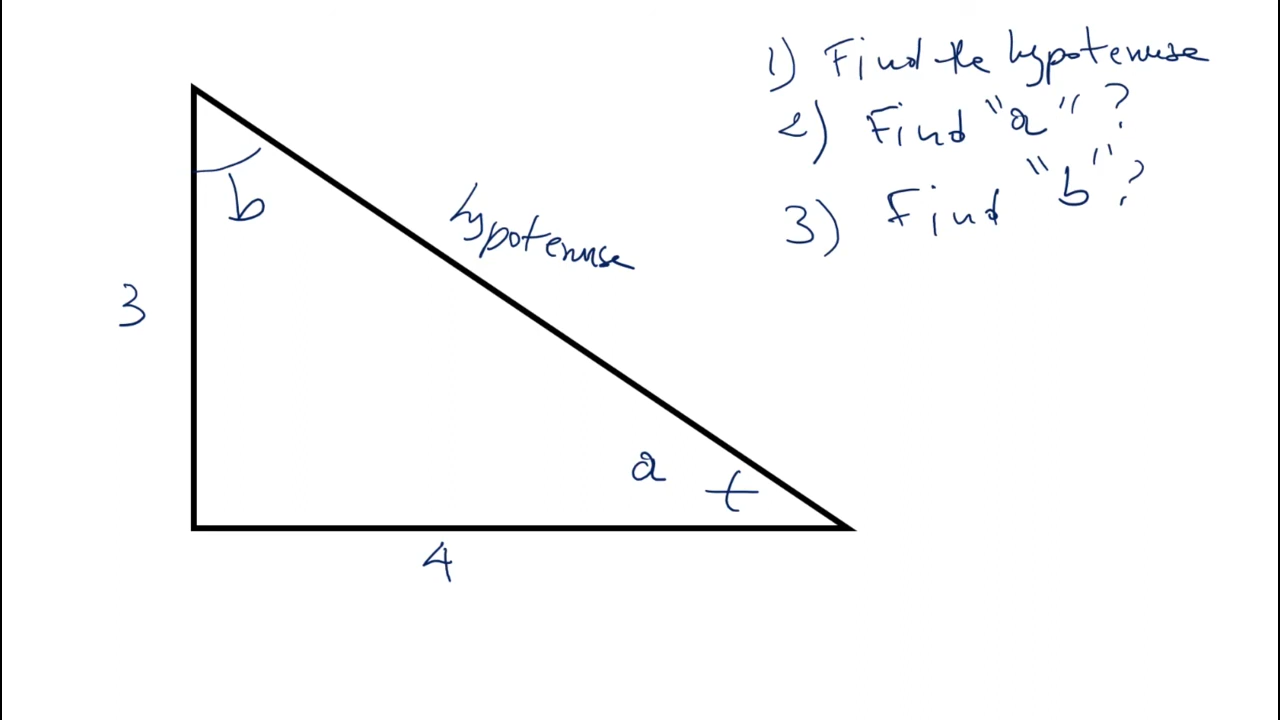 1) Find the hypotenuse
2) Find "a"?
3) Find "b"?
b
hypotenuse
3
a
4